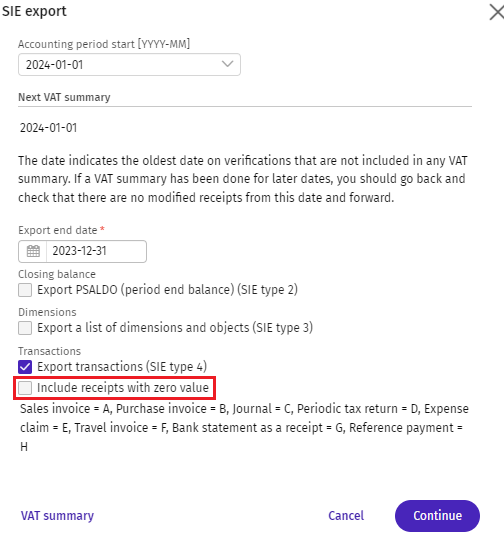 SIE export
Accounting period start [YYYY-MM]
2024-01-01
Next VAT summary
2024-01-01
The date indicates the oldest date on verifications that are not included in any VAT
summary. If a VAT summary has been done for later dates, you should go back and
check that there are no modified receipts from this date and forward.
Export end date *
2023-12-31
Closing balance
Export PSALDO (period end balance) (SIE type 2)
Dimensions
Export a list of dimensions and objects (SIE type 3)
Transactions
Export transactions (SIE type 4)
Include receipts with zero value
Sales invoice = A, Purchase invoice = B, Journal = C, Periodic tax return = D, Expense
claim = E, Travel invoice = F, Bank statement as a receipt = G, Reference payment =
H
VAT summary Cancel Continue